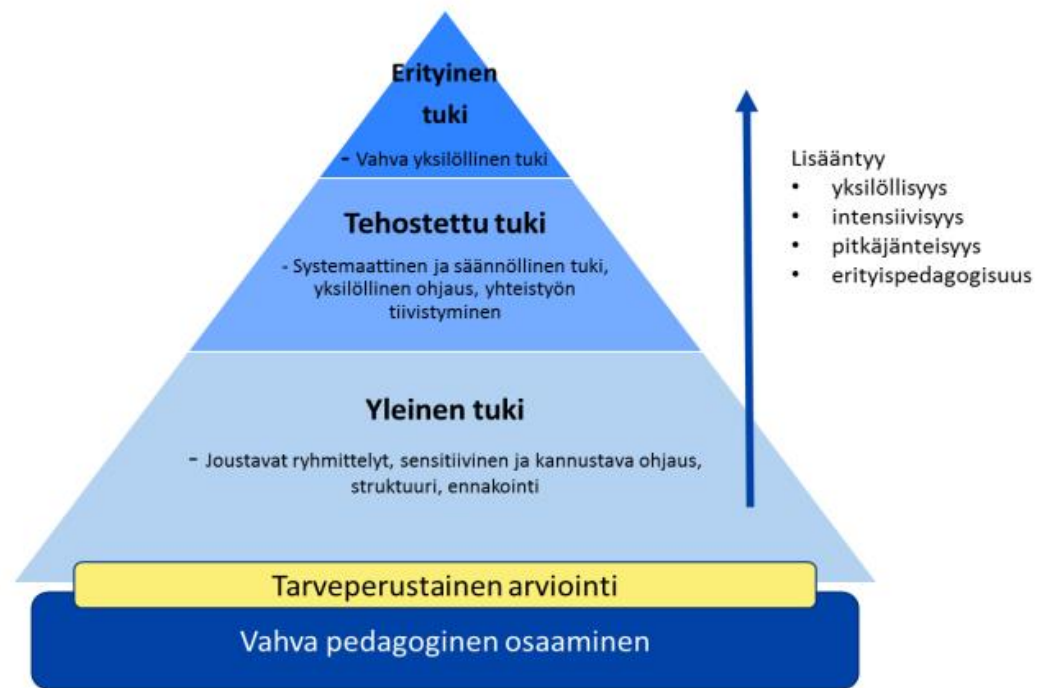 Erityinen
tuki
- Vahva yksilöllinen tuki
Tehostettu tuki
- Systemaattinen ja säännöllinen tuki,
yksilöllinen ohjaus, yhteistyön
tiivistyminen
Yleinen tuki
- Joustavat ryhmittelyt, sensitiivinen ja kannustava ohjaus,
struktuuri, ennakointi
Tarveperustainen arviointi
Vahva pedagoginen osaaminen
Lisääntyy
• yksilöllisyys
• intensiivisyys
• pitkäjänteisyys
• erityispedagogisuus